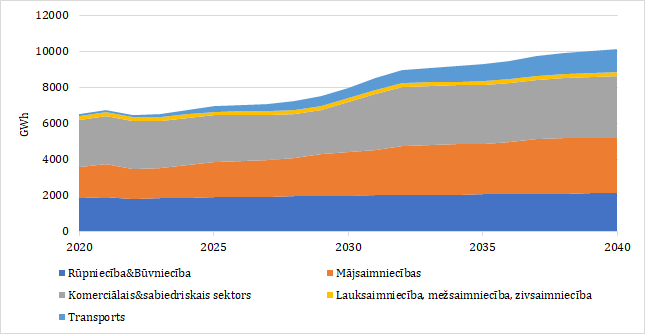 12000
10000
8000
6000
4000
2000
0
GWh
2020 2025 2030 2035 2040
Rūpniecība&Būvniecība Mājsaimniecības
Komerciālais&sabiedriskais sektors Lauksaimniecība, mežsaimniecība, zivsaimniecība
Transports